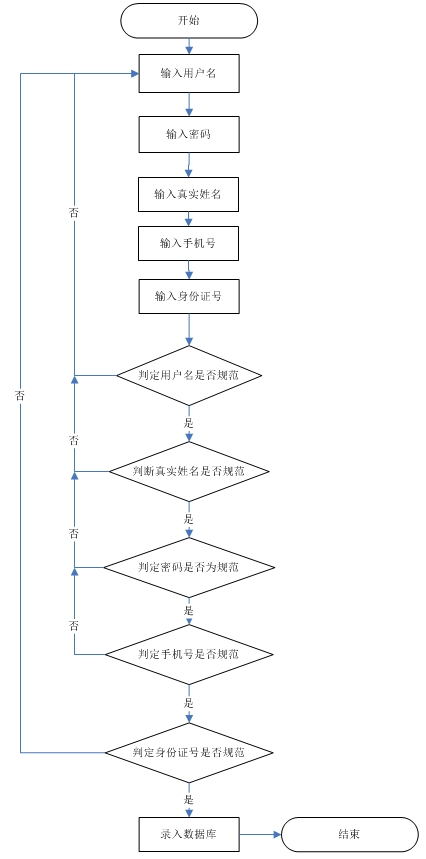 开始
输入用户名
输入密码
输入真实姓名
否
输入手机号
输入身份证号
判定用户名是否规范
否
是
否
判断真实姓名是否规范
是
否
判定密码是否为规范
是
否
判定手机号是否规范
是
判定身份证号是否规范
是
录入数据库
结束